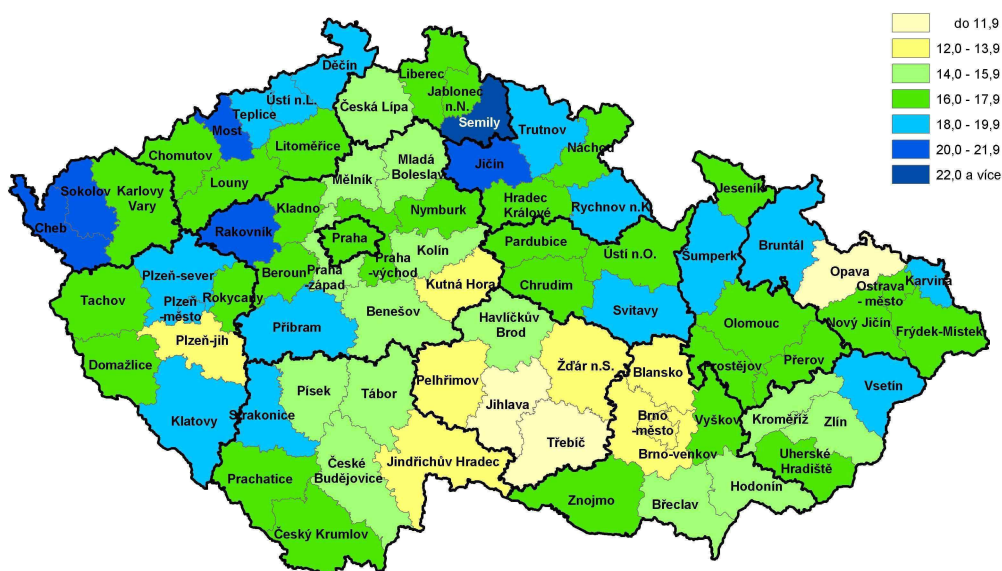 do 11,9
12,0 - 13,9
14,0 - 15,9
16,0 - 17,9
18,0 - 19,9
20,0 - 21,9
22,0 a více
Děčín
Ústí n.L.
Teplice
Most
Liberec
Jablonec
n.N.
Česká Lípa
Semily
Trutnov
Náchod
Chomutov
Litoměřice
Louny
Mělník
Mladá
Boleslav
Jičín
Jeseník
Sokolov
Karlovy
Vary
Cheb
Rakovník
Kladno
Nymburk
Hradec
Králové
Rychnov n.K.
Praha
Praha
-východ
Praha
-západ
Beroun
Kolín
Pardubice
Ústí n.O.
Šumperk
Bruntál
Opava
Ostrava
-město
Karviná
Plzeň-sever
Plzeň
-město
Rokycany
Tachov
Kutná Hora
Chrudim
Svitavy
Nový Jičín
Frýdek-Místek
Příbram
Benešov
Havlíčkův
Brod
Olomouc
Plzeň-jih
Domažlice
Přerov
Prostějov
Vsetín
Klatovy
Strakonice
Písek
Tábor
Pelhřimov
Žďár n.S.
Blansko
Jihlava
Třebíč
Brno
-město
Brno-venkov
Vyškov
Kroměříž
Zlín
Uherské
Hradiště
Prachatice
České
Budějovice
Jindřichův Hradec
Znojmo
Břeclav
Hodonín
Český Krumlov